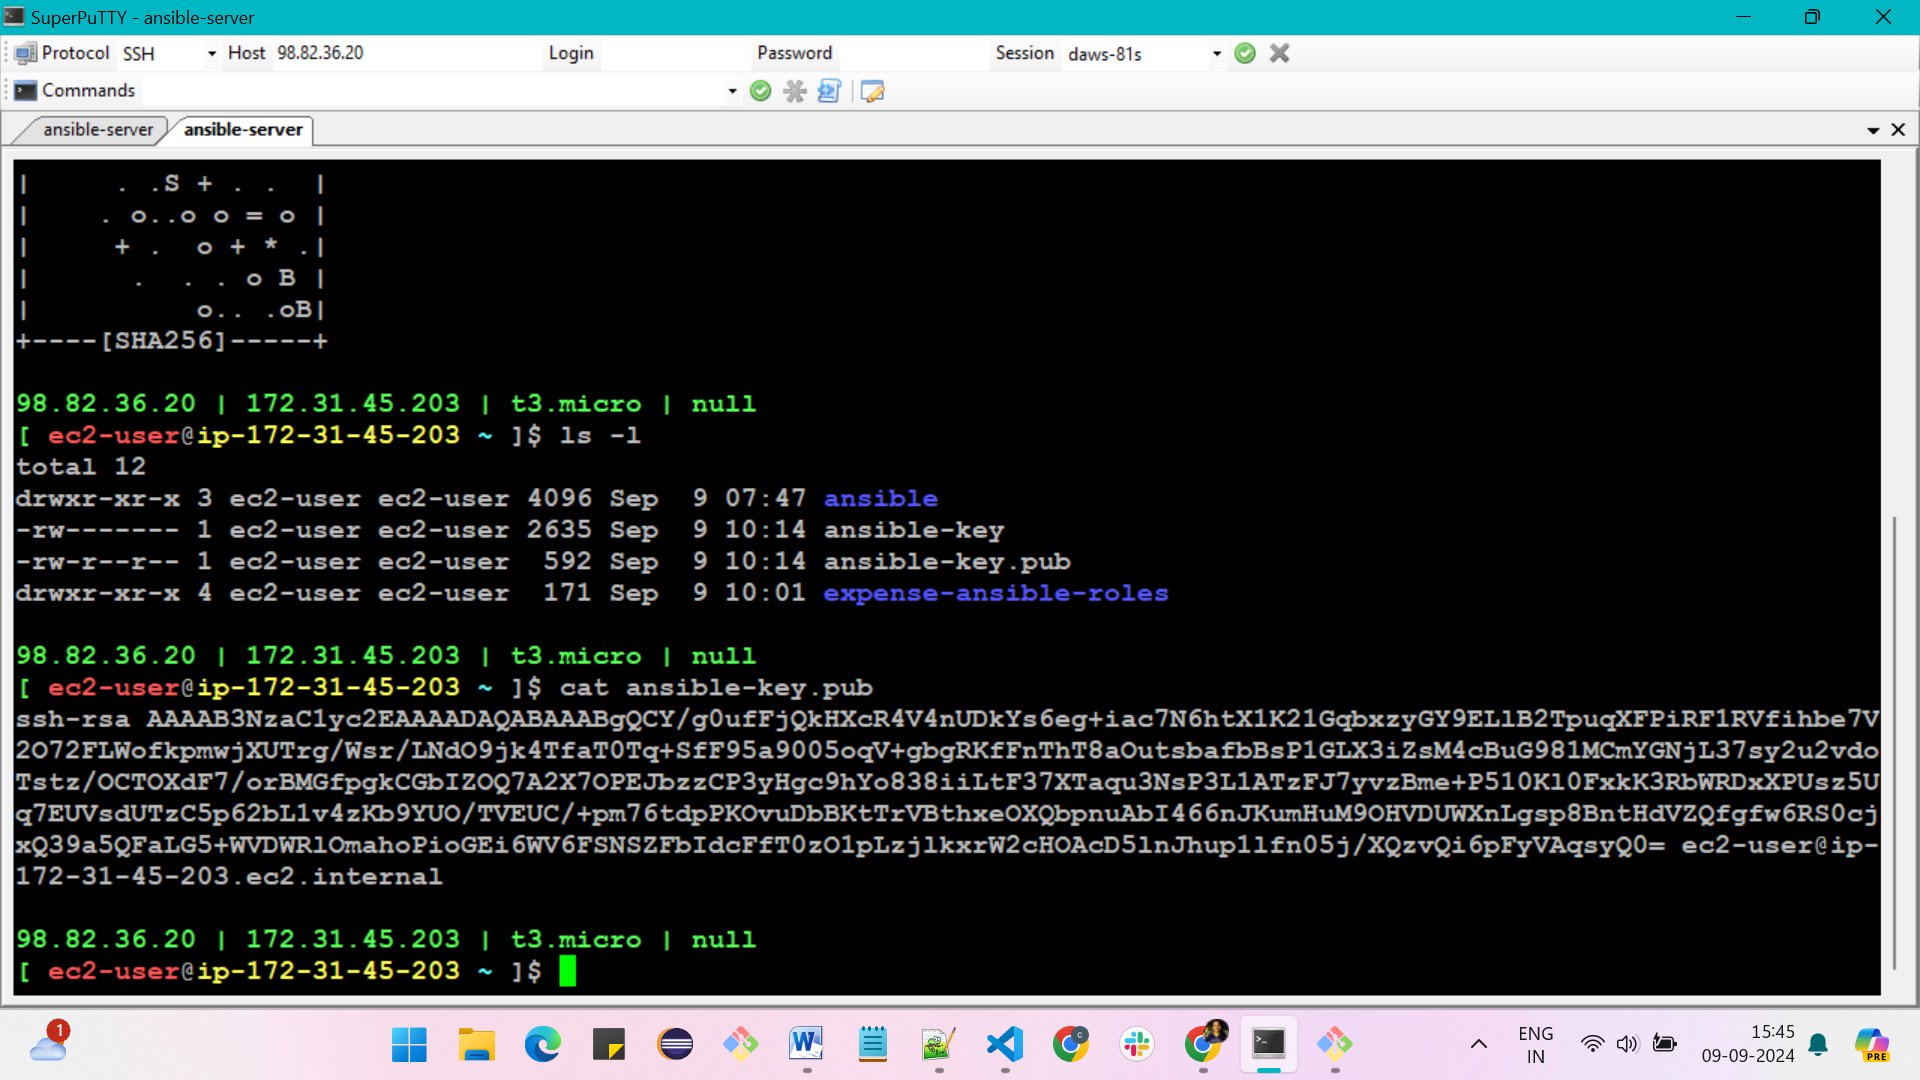 SuperPuTTY - ansible-server
Protocol SSH Host 98.82.36.20 Login Password Session daws-81s
Commands
ansible-server ansible-server
|      . .S + . .  |
|     . o..o o = o |
|      + .  o + * .|
|       .  . . o B |
|           o.. .oB|
+----[SHA256]-----+
98.82.36.20 | 172.31.45.203 | t3.micro | null
[ ec2-user@ip-172-31-45-203 ~ ]$ ls -l
total 12
drwxr-xr-x 3 ec2-user ec2-user 4096 Sep  9 07:47 ansible
-rw------- 1 ec2-user ec2-user 2635 Sep  9 10:14 ansible-key
-rw-r--r-- 1 ec2-user ec2-user  592 Sep  9 10:14 ansible-key.pub
drwxr-xr-x 4 ec2-user ec2-user  171 Sep  9 10:01 expense-ansible-roles
98.82.36.20 | 172.31.45.203 | t3.micro | null
[ ec2-user@ip-172-31-45-203 ~ ]$ cat ansible-key.pub
ssh-rsa AAAAB3NzaC1yc2EAAAADAQABAAABgQCY/g0ufFjQkHXcR4V4nUDkYs6eg+iac7N6htX1K21GqbxzyGY9ELlB2TpuqXFPiRF1RVfihbe7V
2O72FLWofkpmwjXUTrg/Wsr/LNdO9jk4TfaT0Tq+SfF95a9005oqV+gbgRKfFnThT8aOutsbafbBsP1GLX3iZsM4cBuG981MCmYGNjL37sy2u2vdo
Tstz/OCTOXdF7/orBMGfpgkCGbIZOQ7A2X7OPEJbzzCP3yHgc9hYo838iiLtF37XTaqu3NsP3L1ATzFJ7yvzBme+P510Kl0FxkK3RbWRDxXPUsz5U
q7EUVsdUTzC5p62bL1v4zKb9YUO/TVEUC/+pm76tdpPKOvuDbBKtTrVBthxeOXQbpnuAbI466nJKumHuM9OHVDUWXnLgsp8BntHdVZQfgfw6RS0cj
xQ39a5QFaLG5+WVDWRlOmahoPioGEi6WV6FSNSZFbIdcFfT0zO1pLzjlkxrW2cHOAcD5lnJhup1lfn05j/XQzvQi6pFyVAqsyQ0= ec2-user@ip-
172-31-45-203.ec2.internal
98.82.36.20 | 172.31.45.203 | t3.micro | null
[ ec2-user@ip-172-31-45-203 ~ ]$
1
ENG
IN
15:45
09-09-2024
PRE